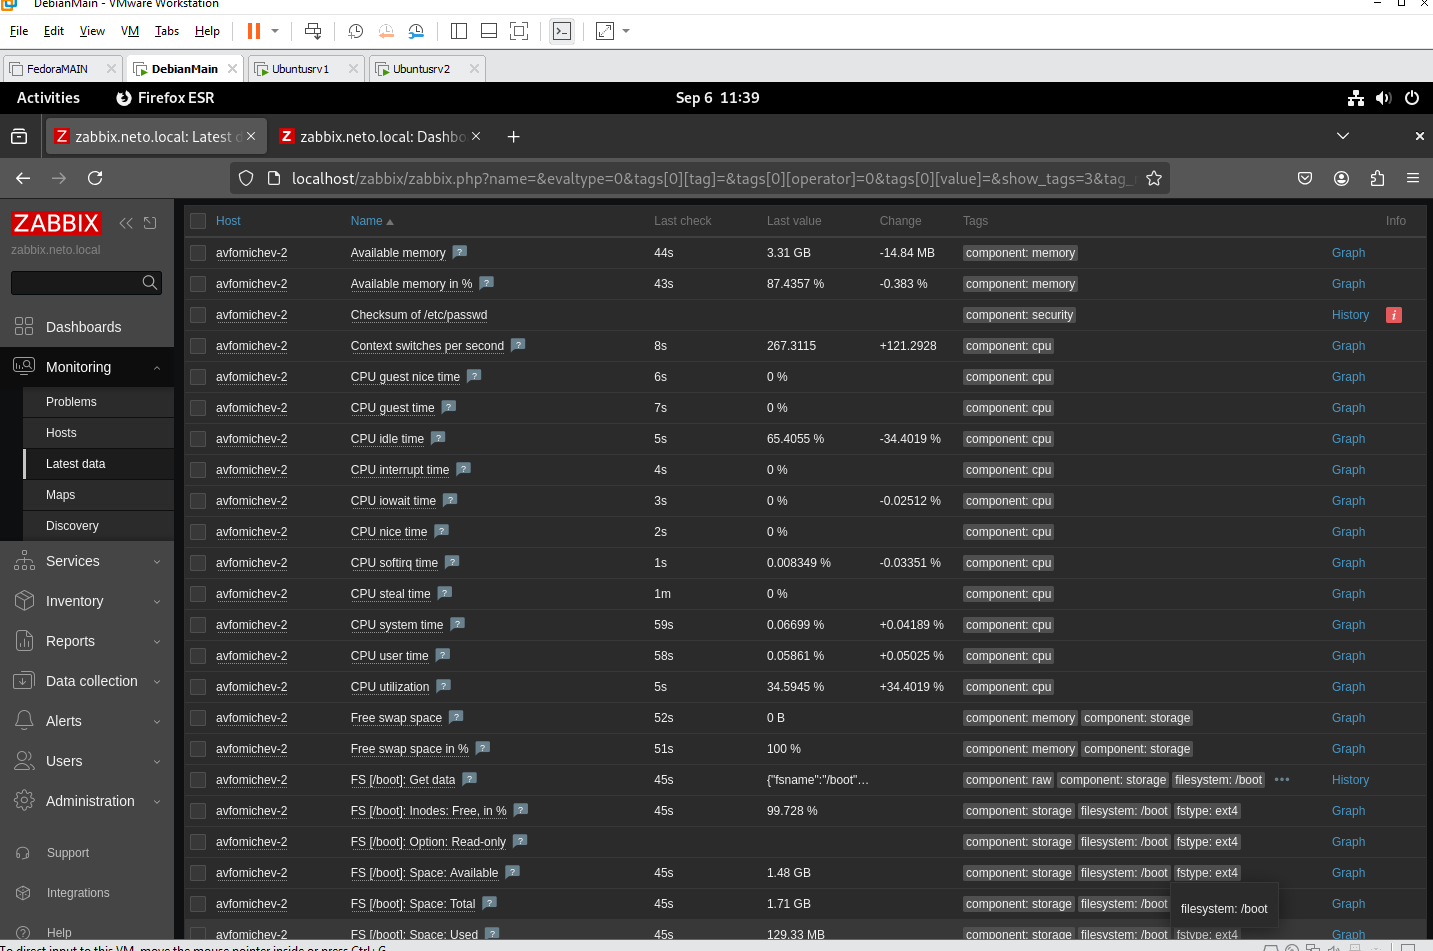 DebianMain - VMware Workstation
File Edit View VM Tabs Help
FedoraMAIN DebianMain Ubuntusrv1 Ubuntusrv2
Activities Firefox ESR Sep 6 11:39
zabbix.neto.local: Latest d zabbix.neto.local: Dashbo
localhost/zabbix/zabbix.php?name=&evaltype=0&tags[0][tag]=&tags[0][operator]=0&tags[0][value]=&show_tags=3&tag_
ZABBIX
zabbix.neto.local
Dashboards
Monitoring
Problems
Hosts
Latest data
Maps
Discovery
Services
Inventory
Reports
Data collection
Alerts
Users
Administration
Support
Integrations
Help
Host Name Last check Last value Change Tags Info
avfomichev-2 Available memory ? 44s 3.31 GB -14.84 MB component: memory Graph
avfomichev-2 Available memory in % ? 43s 87.4357 % -0.383 % component: memory Graph
avfomichev-2 Checksum of /etc/passwd component: security History i
avfomichev-2 Context switches per second ? 8s 267.3115 +121.2928 component: cpu Graph
avfomichev-2 CPU guest nice time ? 6s 0 % component: cpu Graph
avfomichev-2 CPU guest time ? 7s 0 % component: cpu Graph
avfomichev-2 CPU idle time ? 5s 65.4055 % -34.4019 % component: cpu Graph
avfomichev-2 CPU interrupt time ? 4s 0 % component: cpu Graph
avfomichev-2 CPU iowait time ? 3s 0 % -0.02512 % component: cpu Graph
avfomichev-2 CPU nice time ? 2s 0 % component: cpu Graph
avfomichev-2 CPU softirq time ? 1s 0.008349 % -0.03351 % component: cpu Graph
avfomichev-2 CPU steal time ? 1m 0 % component: cpu Graph
avfomichev-2 CPU system time ? 59s 0.06699 % +0.04189 % component: cpu Graph
avfomichev-2 CPU user time ? 58s 0.05861 % +0.05025 % component: cpu Graph
avfomichev-2 CPU utilization ? 5s 34.5945 % +34.4019 % component: cpu Graph
avfomichev-2 Free swap space ? 52s 0 B component: memory component: storage Graph
avfomichev-2 Free swap space in % ? 51s 100 % component: memory component: storage Graph
avfomichev-2 FS [/boot]: Get data ? 45s {"fsname":"/boot"… component: raw component: storage filesystem: /boot ••• History
avfomichev-2 FS [/boot]: Inodes: Free, in % ? 45s 99.728 % component: storage filesystem: /boot fstype: ext4 Graph
avfomichev-2 FS [/boot]: Option: Read-only ? component: storage filesystem: /boot fstype: ext4 Graph
avfomichev-2 FS [/boot]: Space: Available ? 45s 1.48 GB component: storage filesystem: /boot fstype: ext4 Graph
avfomichev-2 FS [/boot]: Space: Total ? 45s 1.71 GB component: storage filesystem: /boot Graph
filesystem: /boot
avfomichev-2 FS [/boot]: Space: Used ? 45s 129.33 MB component: storage filesystem: /boot fstype: ext4 Graph
To direct input to this VM, move the mouse pointer inside or press Ctrl+G.